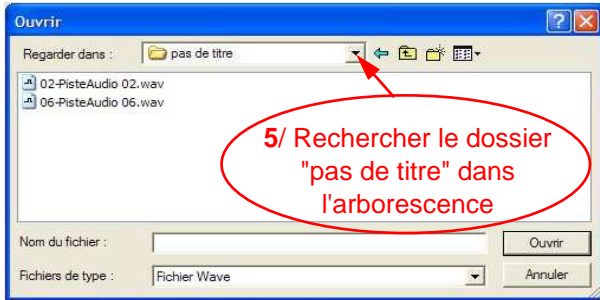 Ouvrir
Regarder dans : pas de titre
02-PisteAudio 02.wav
06-PisteAudio 06.wav
5/ Rechercher le dossier
"pas de titre" dans
l'arborescence
Nom du fichier : Ouvrir
Fichiers de type : Fichier Wave Annuler